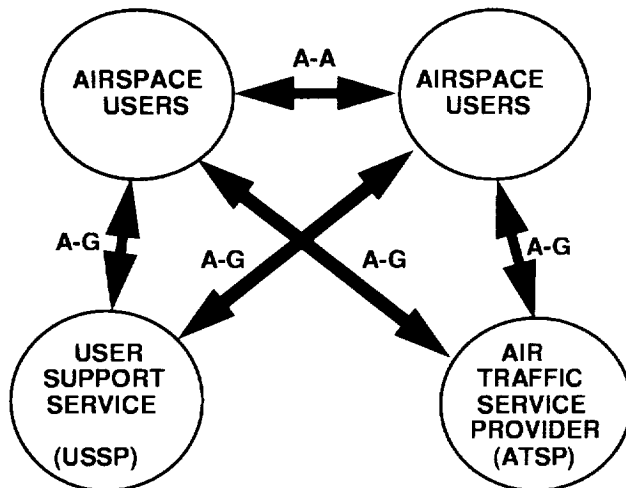 A-A
AIRSPACE
USERS
AIRSPACE
USERS
A-G
A-G
A-G
A-G
USER
SUPPORT
SERVICE
(USSP)
AIR
TRAFFIC
SERVICE
PROVIDER
(ATSP)